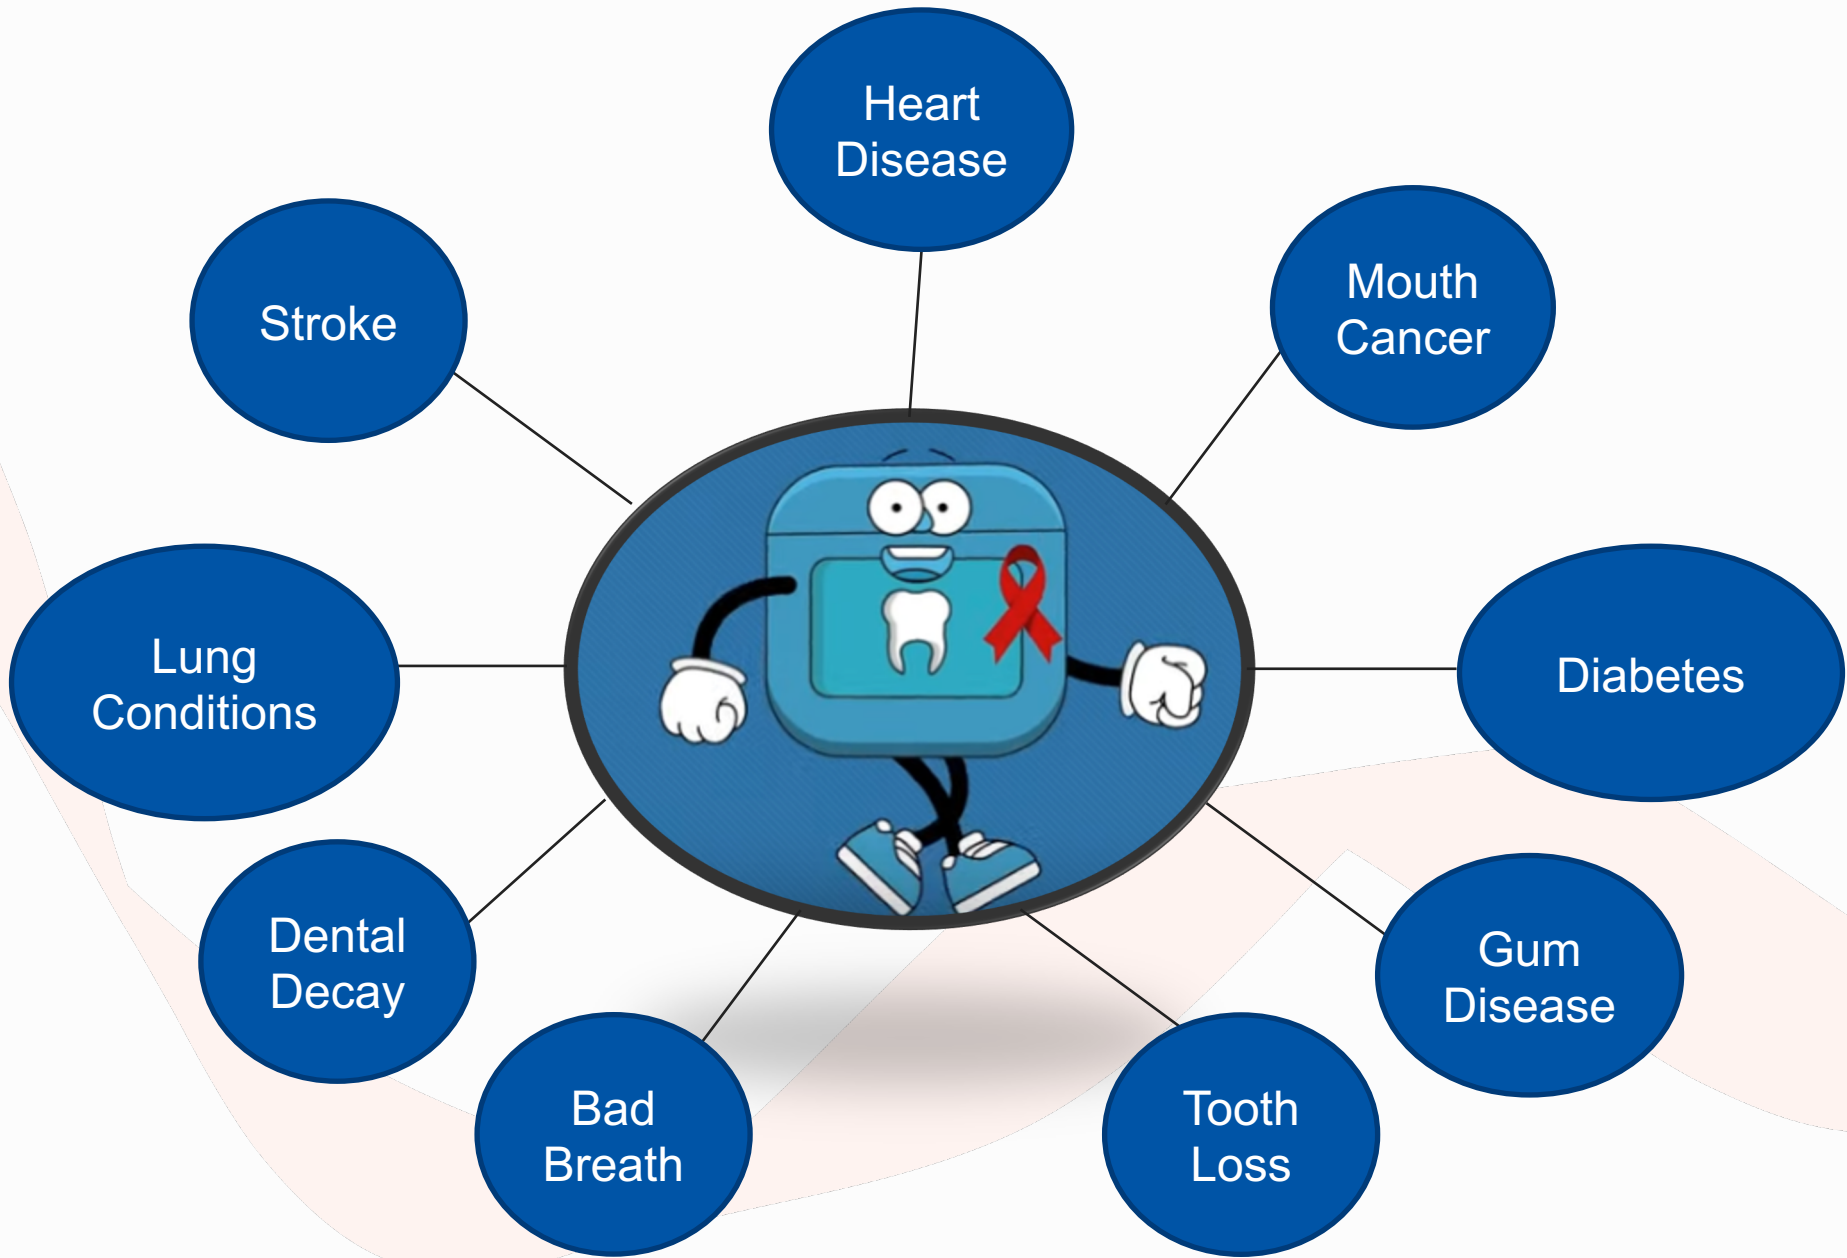 Heart
Disease
Mouth
Cancer
Stroke
Diabetes
Lung
Conditions
Gum
Disease
Dental
Decay
Tooth
Loss
Bad
Breath